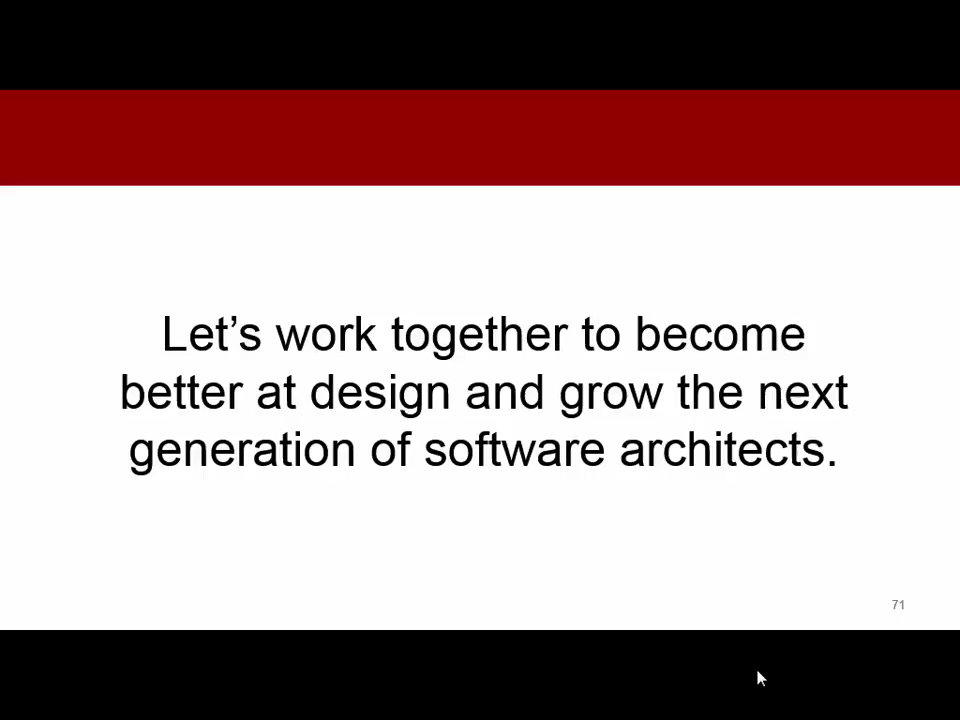 Let’s work together to become
better at design and grow the next
generation of software architects.
71